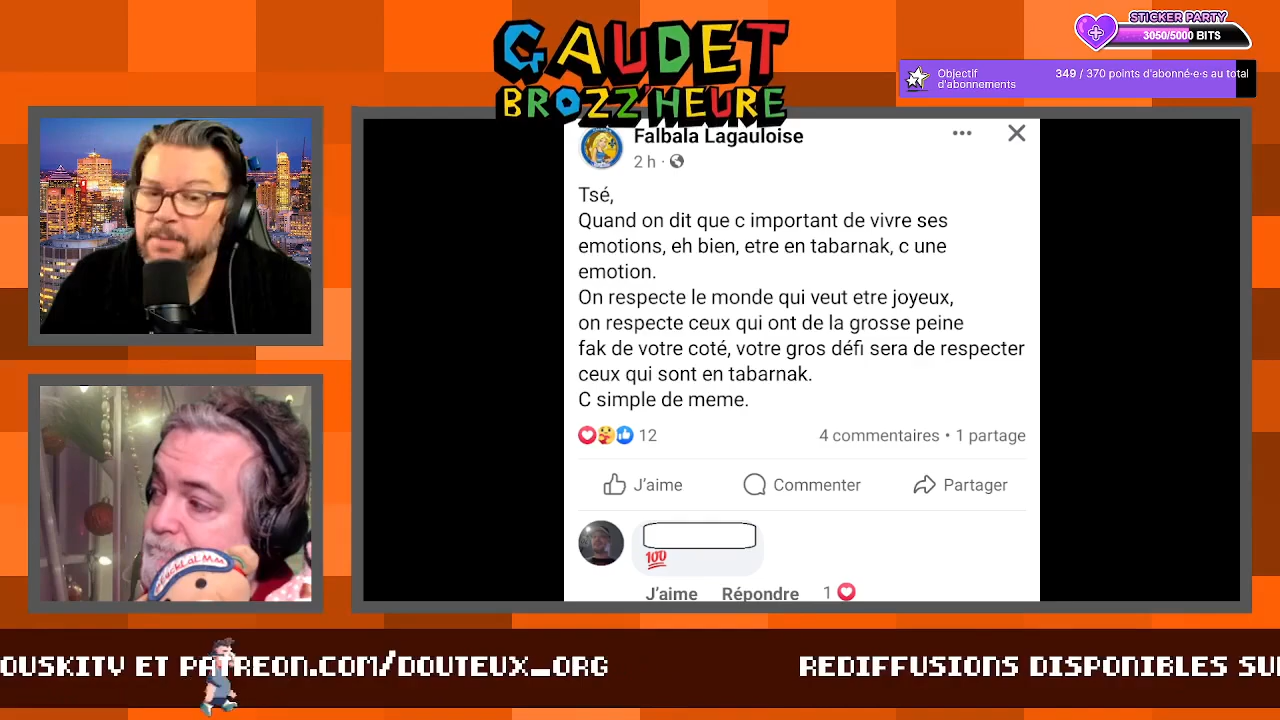 GAUDET
BROZZ'HEURE
STICKER PARTY
3050/5000 BITS
Objectif
d'abonnements
349 / 370 points d'abonné·e·s au total
Falbala Lagauloise
2 h ·
Tsé,
Quand on dit que c important de vivre ses
emotions, eh bien, etre en tabarnak, c une
emotion.
On respecte le monde qui veut etre joyeux,
on respecte ceux qui ont de la grosse peine
fak de votre coté, votre gros défi sera de respecter
ceux qui sont en tabarnak.
C simple de meme.
12
4 commentaires • 1 partage
J'aime
Commenter
Partager
💯
J'aime
Répondre
1
OUSKITV ET PATREON.COM/DOUTEUX_ORG
REDIFFUSIONS DISPONIBLES SU